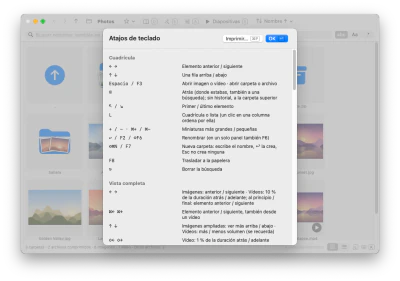 Photos
Diapositivas
Nombre
Atajos de teclado
Imprimir...
OK
Cuadrícula
Elemento anterior / siguiente
↑ ↓ Una fila arriba / abajo
Espacio / F3 Abrir imagen o vídeo · abrir carpeta o archivo
Atrás (donde estabas, también a una
búsqueda); sin historial, a la carpeta superior
Primer / último elemento
L Cuadrícula o lista (un clic en una columna
ordena por ella)
Miniaturas más grandes / pequeñas
Renombrar (en un solo panel también F6)
Nueva carpeta: escribe el nombre, ↵ la crea,
Esc no crea ninguna
F8 Trasladar a la papelera
Borrar la búsqueda
Vista completa
Imágenes: anterior / siguiente · Vídeos: 10 %
de la duración atrás / adelante; al principio /
final: elemento anterior / siguiente
Elemento anterior / siguiente, también desde
un vídeo
↑ ↓ Imágenes ampliadas: ver más arriba / abajo ·
Vídeos: más / menos volumen (se recuerda)
Vídeo: 1 % de la duración atrás / adelante